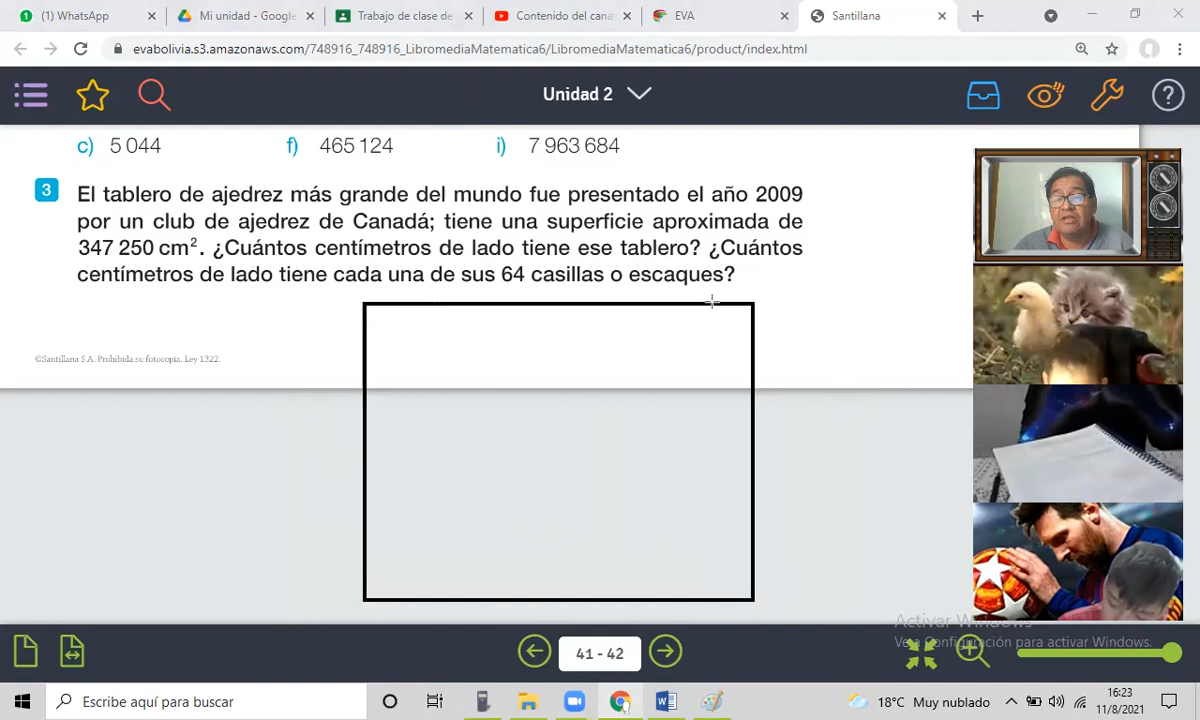 (1) WhatsApp
Mi unidad - Google
Trabajo de clase de
Contenido del cana
EVA
Santillana
evabolivia.s3.amazonaws.com/748916_748916_LibromediaMatematica6/LibromediaMatematica6/product/index.html
Unidad 2
c) 5 044 f) 465 124 i) 7 963 684
3 El tablero de ajedrez más grande del mundo fue presentado el año 2009
por un club de ajedrez de Canadá; tiene una superficie aproximada de
347 250 cm². ¿Cuántos centímetros de lado tiene ese tablero? ¿Cuántos
centímetros de lado tiene cada una de sus 64 casillas o escaques?
©Santillana S.A. Prohibida su fotocopia. Ley 1322.
Activar Windows
Ve a Configuración para activar Windows.
41 - 42
Escribe aquí para buscar
18°C Muy nublado
16:23
11/8/2021